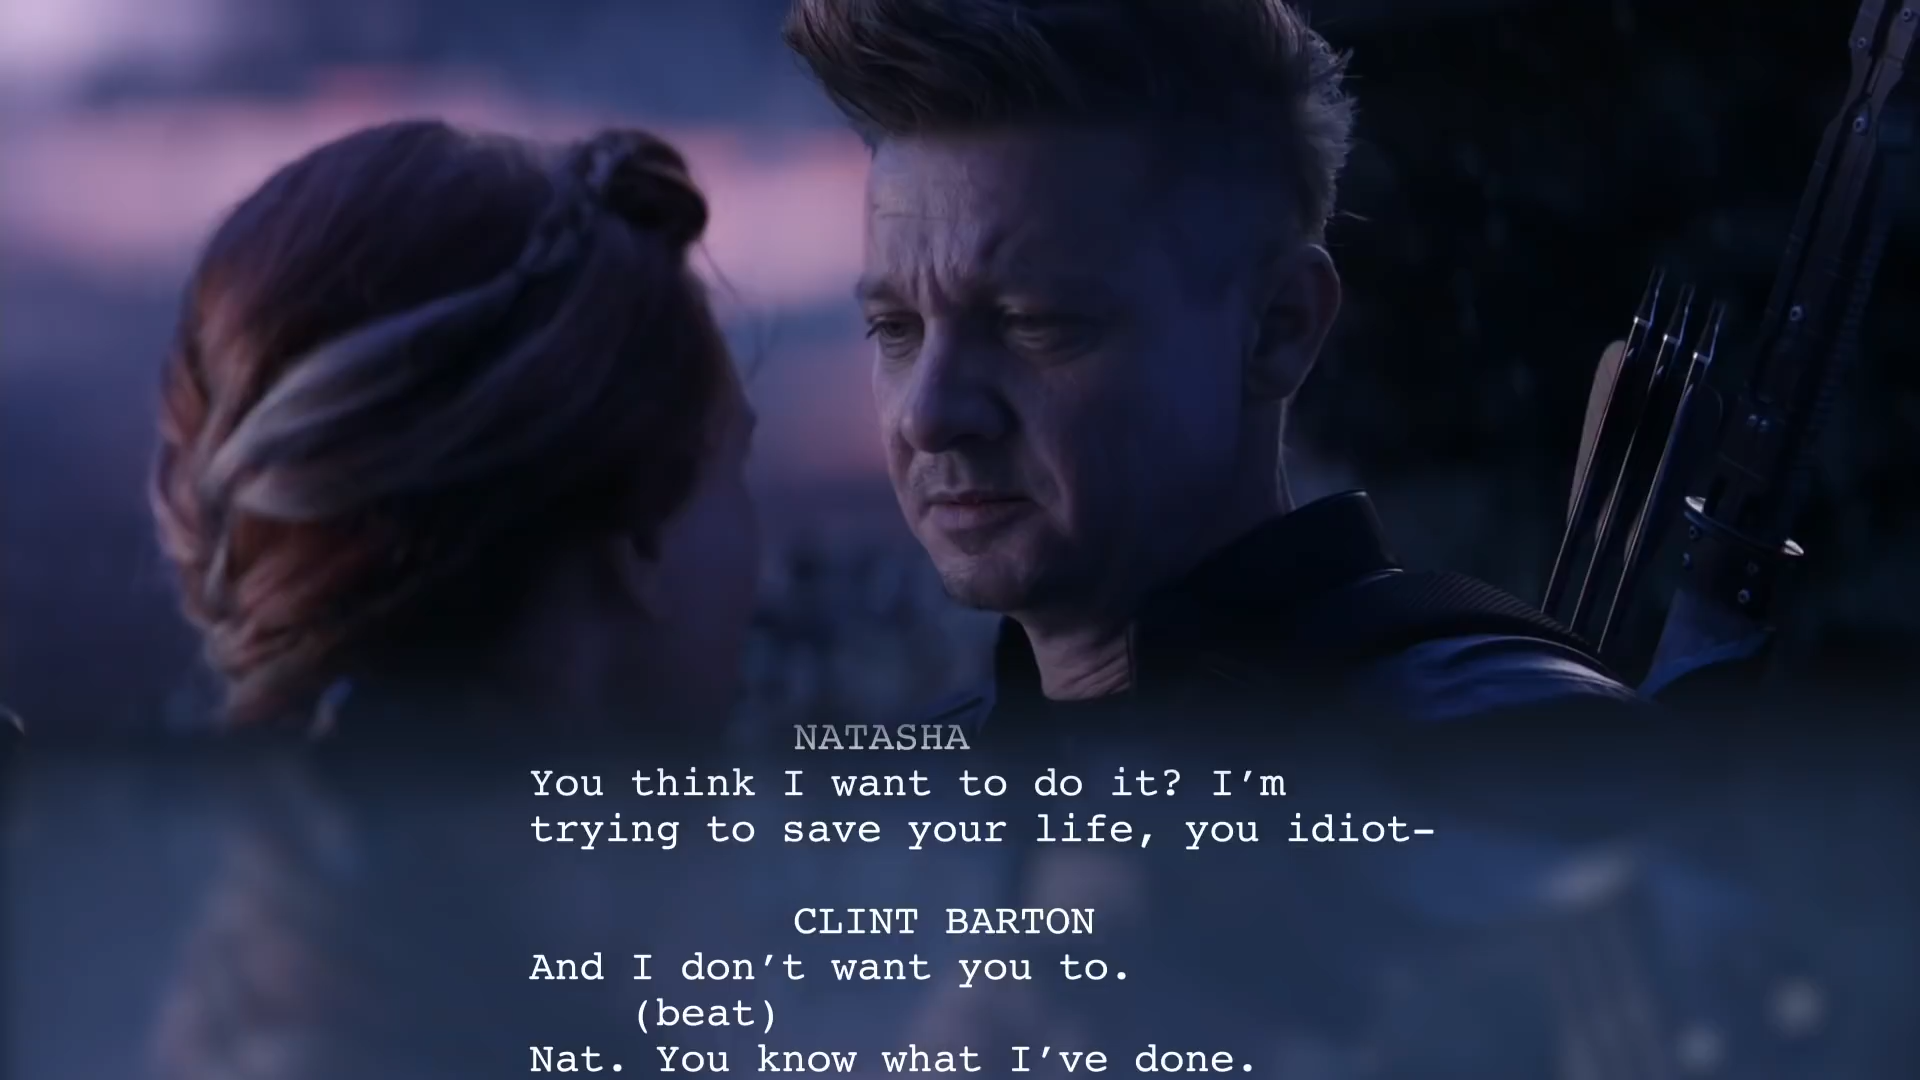 NATASHA
You think I want to do it? I’m
trying to save your life, you idiot-
CLINT BARTON
And I don’t want you to.
(beat)
Nat. You know what I’ve done.